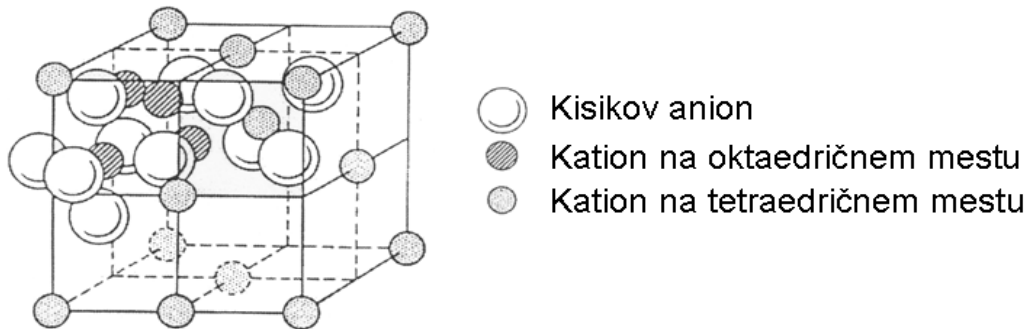 Kisikov anion
Kation na oktaedričnem mestu
Kation na tetraedričnem mestu